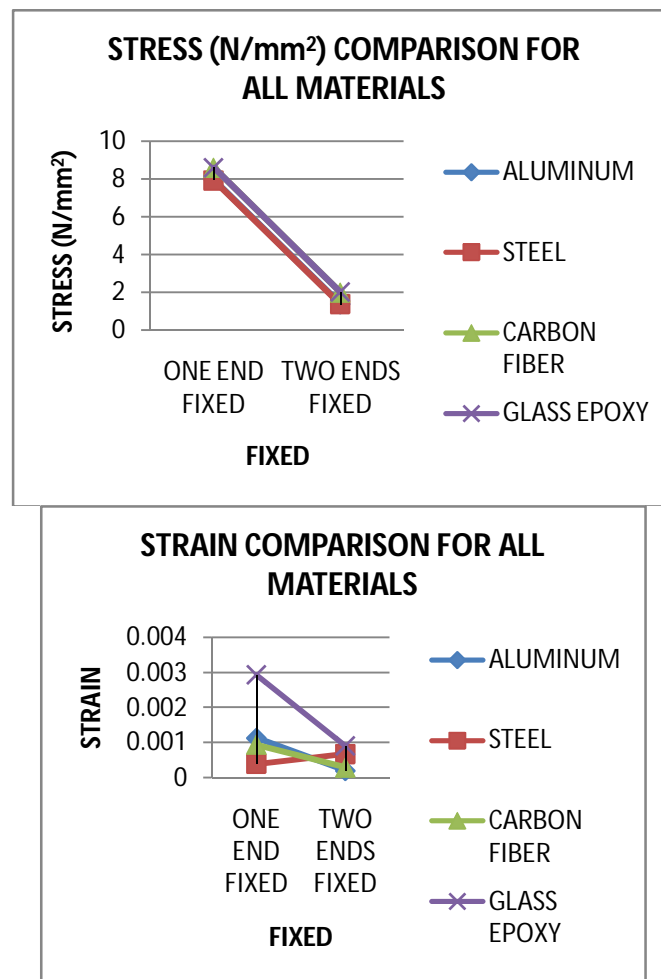 STRESS (N/mm²) COMPARISON FOR
ALL MATERIALS
10
8
6
4
2
0
STRESS (N/mm²)
ONE END
FIXED
TWO ENDS
FIXED
FIXED
ALUMINUM
STEEL
CARBON
FIBER
GLASS EPOXY
STRAIN COMPARISON FOR ALL
MATERIALS
0.004
0.003
0.002
0.001
0
STRAIN
ONE
END
FIXED
TWO
ENDS
FIXED
FIXED
ALUMINUM
STEEL
CARBON
FIBER
GLASS
EPOXY